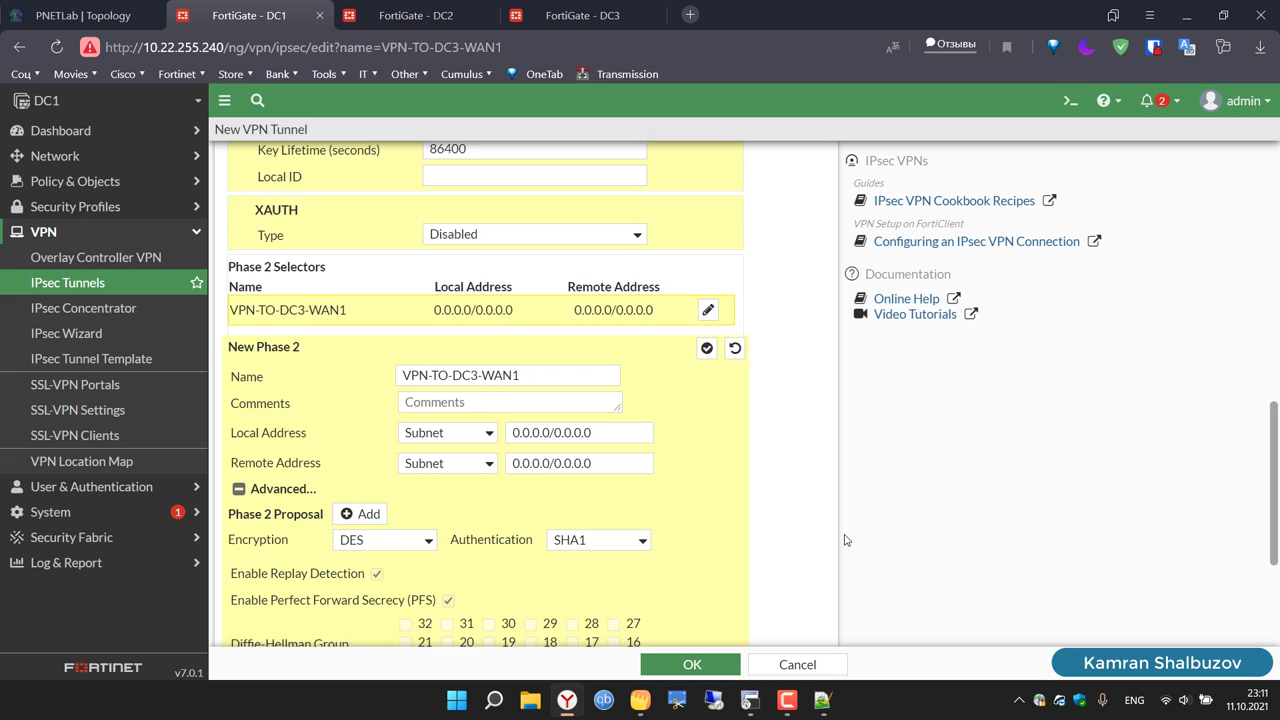 PNETLab | Topology
FortiGate - DC1
FortiGate - DC2
FortiGate - DC3
http://10.22.255.240/ng/vpn/ipsec/edit?name=VPN-TO-DC3-WAN1
Отзывы
Соц
Movies
Cisco
Fortinet
Store
Bank
Tools
IT
Other
Cumulus
OneTab
Transmission
DC1
2
admin
New VPN Tunnel
Dashboard
Network
Policy & Objects
Security Profiles
VPN
Overlay Controller VPN
IPsec Tunnels
IPsec Concentrator
IPsec Wizard
IPsec Tunnel Template
SSL-VPN Portals
SSL-VPN Settings
SSL-VPN Clients
VPN Location Map
User & Authentication
System
1
Security Fabric
Log & Report
FORTINET
v7.0.1
Key Lifetime (seconds) 86400
Local ID
XAUTH
Type Disabled
Phase 2 Selectors
Name Local Address Remote Address
VPN-TO-DC3-WAN1 0.0.0.0/0.0.0.0 0.0.0.0/0.0.0.0
New Phase 2
Name VPN-TO-DC3-WAN1
Comments Comments
Local Address Subnet 0.0.0.0/0.0.0.0
Remote Address Subnet 0.0.0.0/0.0.0.0
Advanced...
Phase 2 Proposal Add
Encryption DES Authentication SHA1
Enable Replay Detection
Enable Perfect Forward Secrecy (PFS)
32 31 30 29 28 27
Diffie-Hellman Group 21 20 19 18 17 16
OK Cancel
IPsec VPNs
Guides
IPsec VPN Cookbook Recipes
VPN Setup on FortiClient
Configuring an IPsec VPN Connection
Documentation
Online Help
Video Tutorials
Kamran Shalbuzov
ENG
23:11
11.10.2021